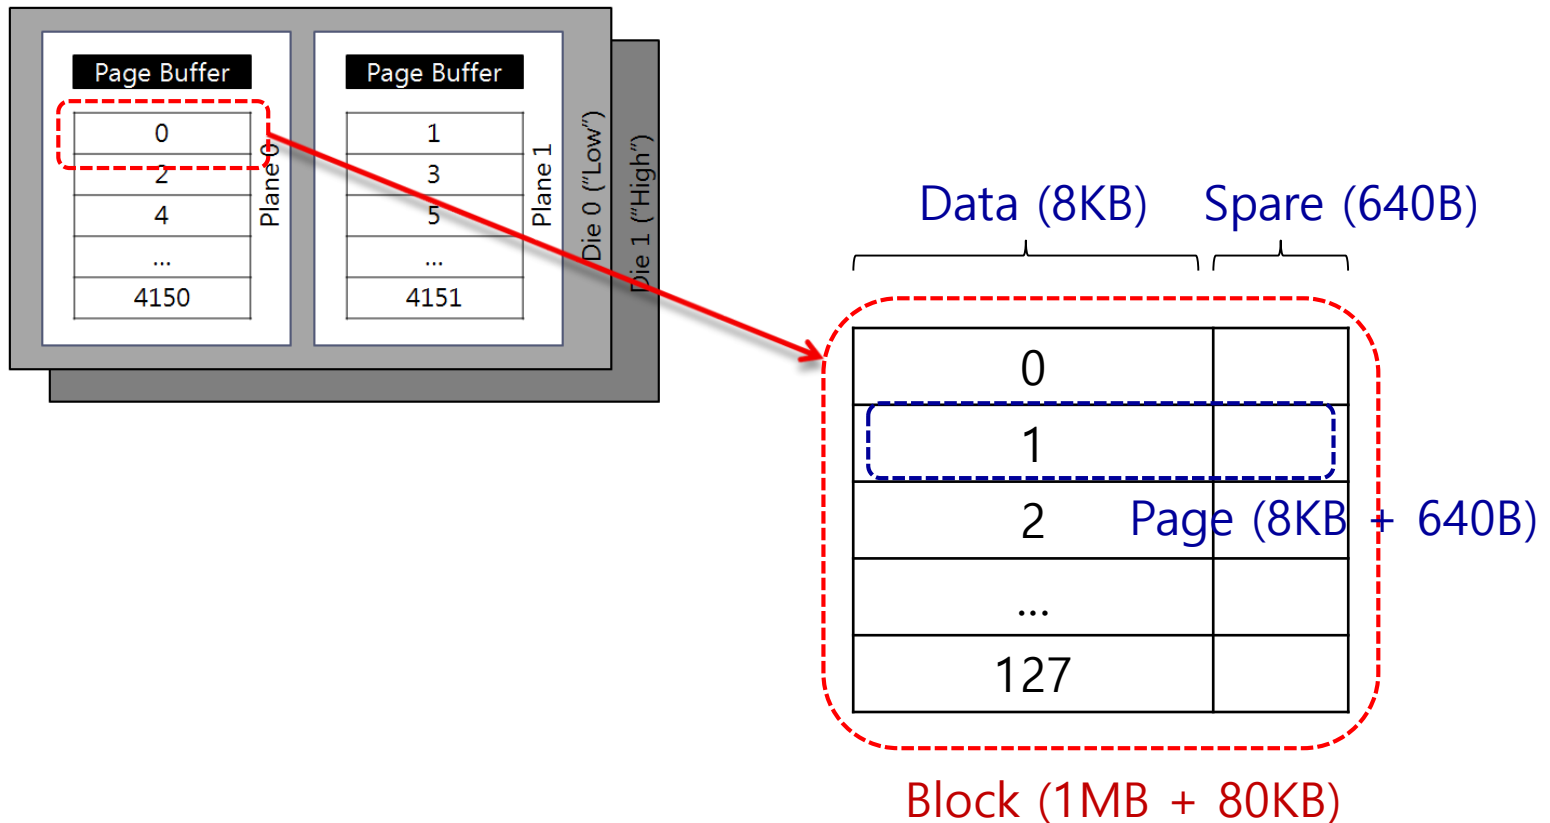 Page Buffer
0
2
4
...
4150
Plane 0
Page Buffer
1
3
5
...
4151
Plane 1
Die 0 ("Low")
Die 1 ("High")
Data (8KB)
Spare (640B)
0
1
2
Page (8KB + 640B)
...
127
Block (1MB + 80KB)